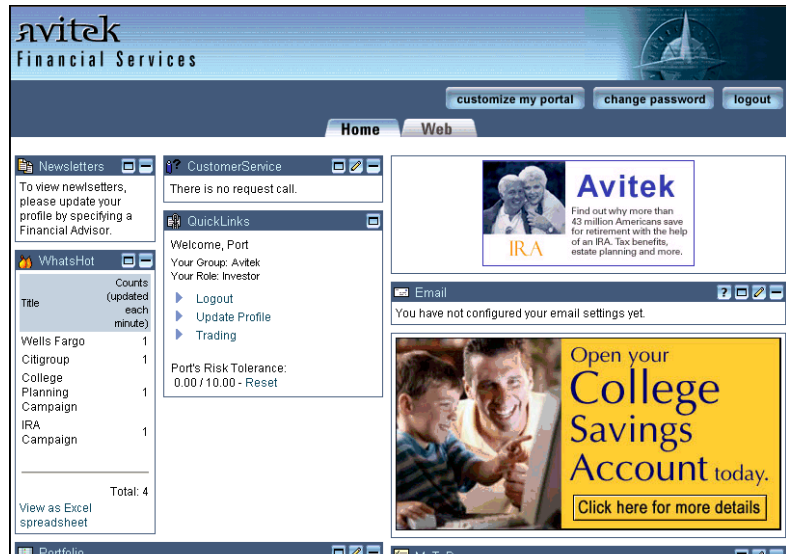 avitek
Financial Services
customize my portal
change password
logout
Home
Web
Newsletters
To view newlsetters,
please update your
profile by specifying a
Financial Advisor.
WhatsHot
Title
Counts
(updated
each
minute)
Wells Fargo 1
Citigroup 1
College
Planning 1
Campaign
IRA
Campaign 1
Total: 4
View as Excel
spreadsheet
Portfolio
CustomerService
There is no request call.
QuickLinks
Welcome, Port
Your Group: Avitek
Your Role: Investor
Logout
Update Profile
Trading
Port's Risk Tolerance:
0.00 / 10.00 - Reset
IRA
Avitek
Find out why more than
43 million Americans save
for retirement with the help
of an IRA. Tax benefits,
estate planning and more.
Email
You have not configured your email settings yet.
Open your
College
Savings
Account today.
Click here for more details